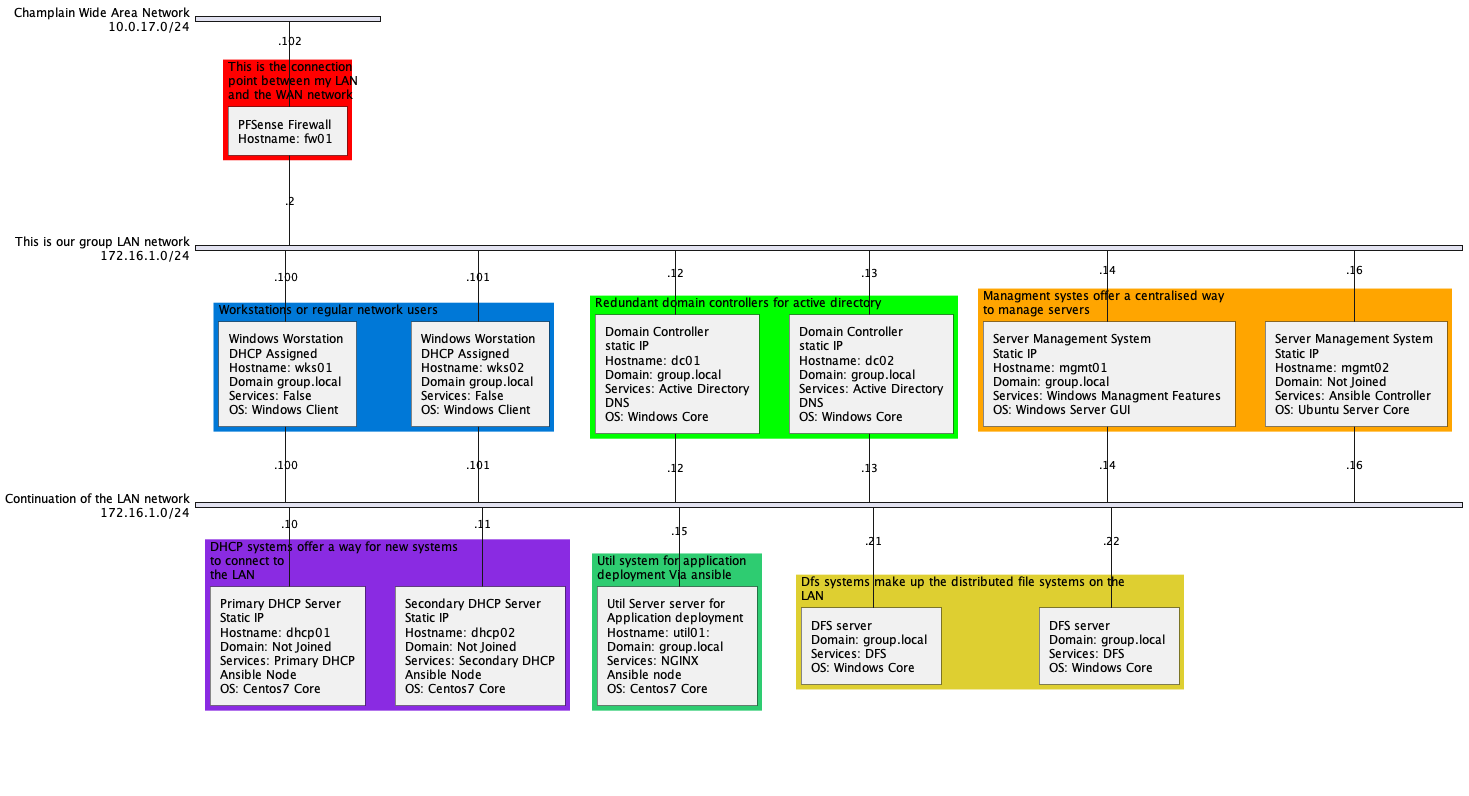 Champlain Wide Area Network
10.0.17.0/24
.102
This is the connection
point between my LAN
and the WAN network
PFSense Firewall
Hostname: fw01
.2
This is our group LAN network
172.16.1.0/24
.100
.101
.12
.13
.14
.16
Workstations or regular network users
Windows Worstation
DHCP Assigned
Hostname: wks01
Domain group.local
Services: False
OS: Windows Client
Windows Worstation
DHCP Assigned
Hostname: wks02
Domain group.local
Services: False
OS: Windows Client
Redundant domain controllers for active directory
Domain Controller
static IP
Hostname: dc01
Domain: group.local
Services: Active Directory
DNS
OS: Windows Core
Domain Controller
static IP
Hostname: dc02
Domain: group.local
Services: Active Directory
DNS
OS: Windows Core
Managment systes offer a centralised way
to manage servers
Server Management System
Static IP
Hostname: mgmt01
Domain: group.local
Services: Windows Managment Features
OS: Windows Server GUI
Server Management System
Static IP
Hostname: mgmt02
Domain: Not Joined
Services: Ansible Controller
OS: Ubuntu Server Core
.100
.101
.12
.13
.14
.16
Continuation of the LAN network
172.16.1.0/24
.10
.11
.15
.21
.22
DHCP systems offer a way for new systems
to connect to
the LAN
Primary DHCP Server
Static IP
Hostname: dhcp01
Domain: Not Joined
Services: Primary DHCP
Ansible Node
OS: Centos7 Core
Secondary DHCP Server
Static IP
Hostname: dhcp02
Domain: Not Joined
Services: Secondary DHCP
Ansible Node
OS: Centos7 Core
Util system for application
deployment Via ansible
Util Server server for
Application deployment
Hostname: util01:
Domain: group.local
Services: NGINX
Ansible node
OS: Centos7 Core
Dfs systems make up the distributed file systems on the
LAN
DFS server
Domain: group.local
Services: DFS
OS: Windows Core
DFS server
Domain: group.local
Services: DFS
OS: Windows Core